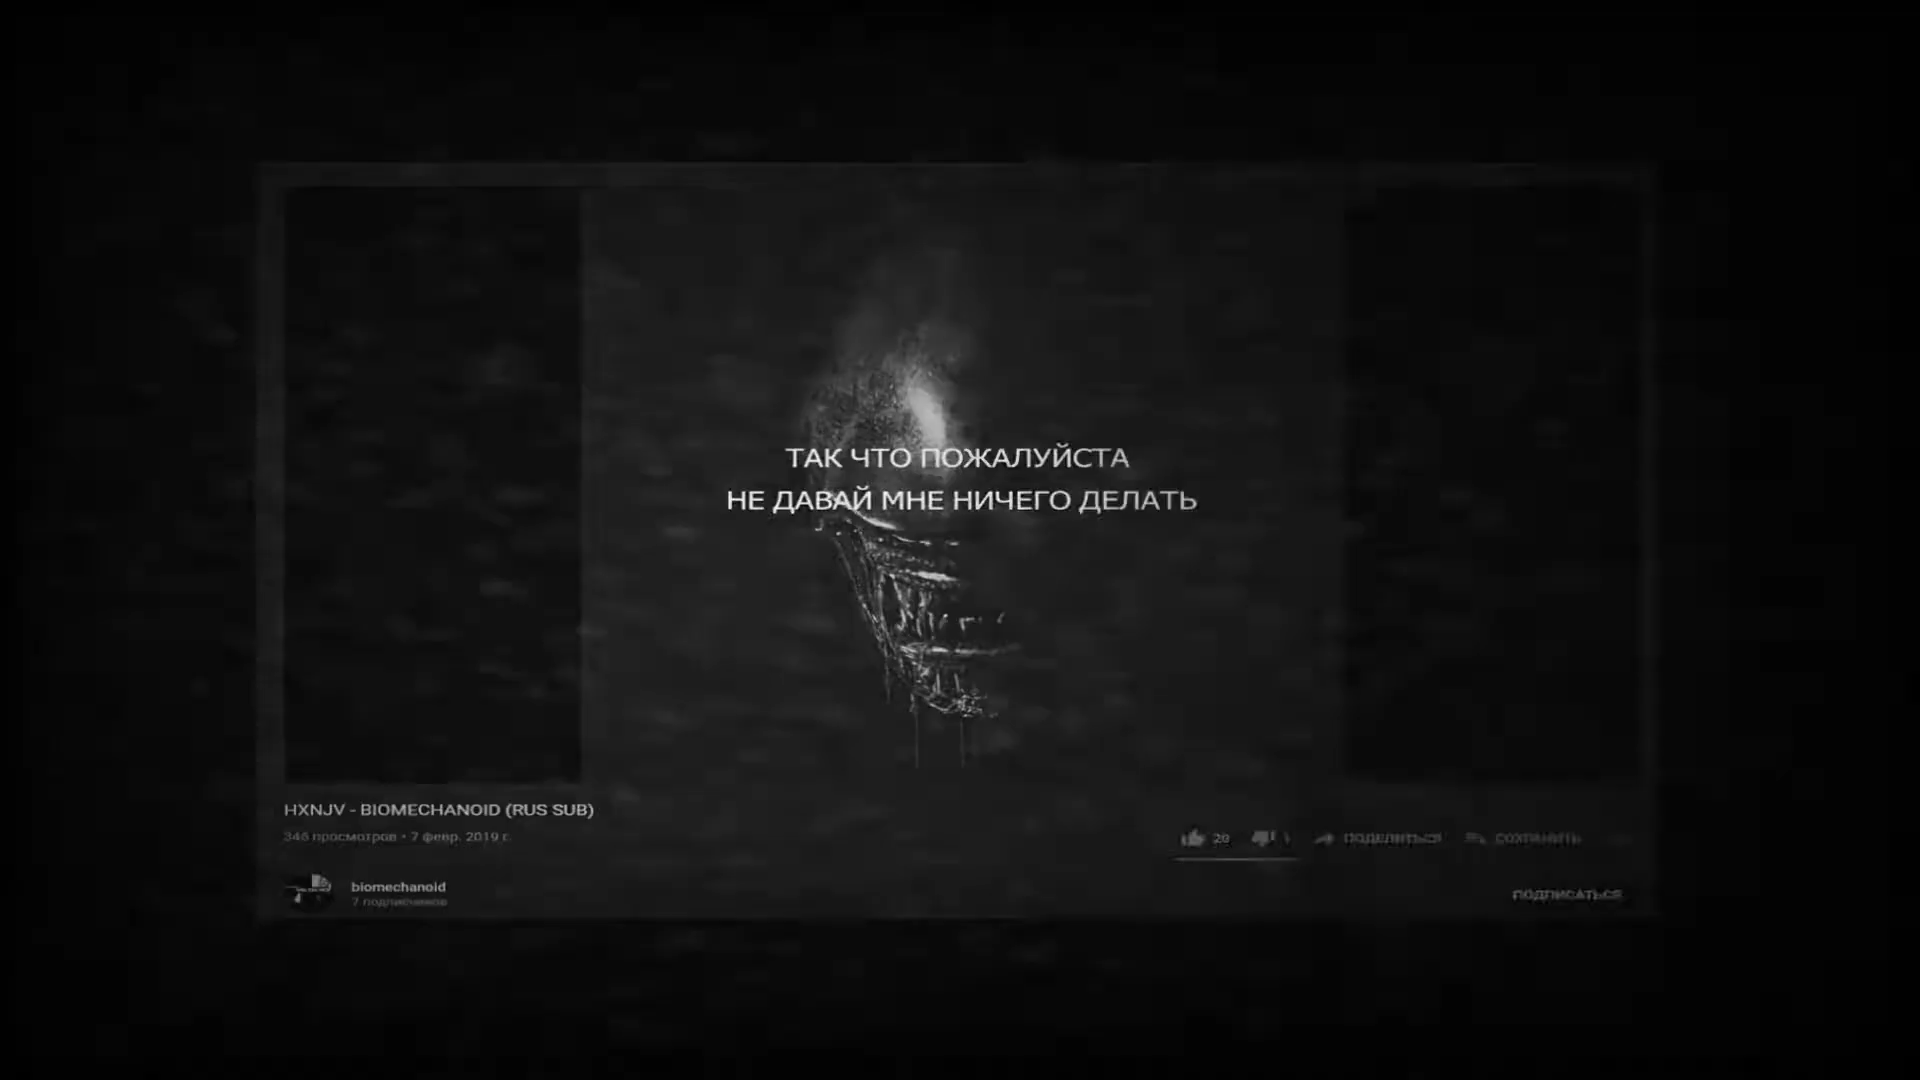 ТАК ЧТО ПОЖАЛУЙСТА
НЕ ДАВАЙ МНЕ НИЧЕГО ДЕЛАТЬ
HXNJV - BIOMECHANOID (RUS SUB)
346 просмотров • 7 февр. 2019 г.
20 1 ПОДЕЛИТЬСЯ СОХРАНИТЬ
biomechanoid
7 подписчиков
ПОДПИСАТЬСЯ